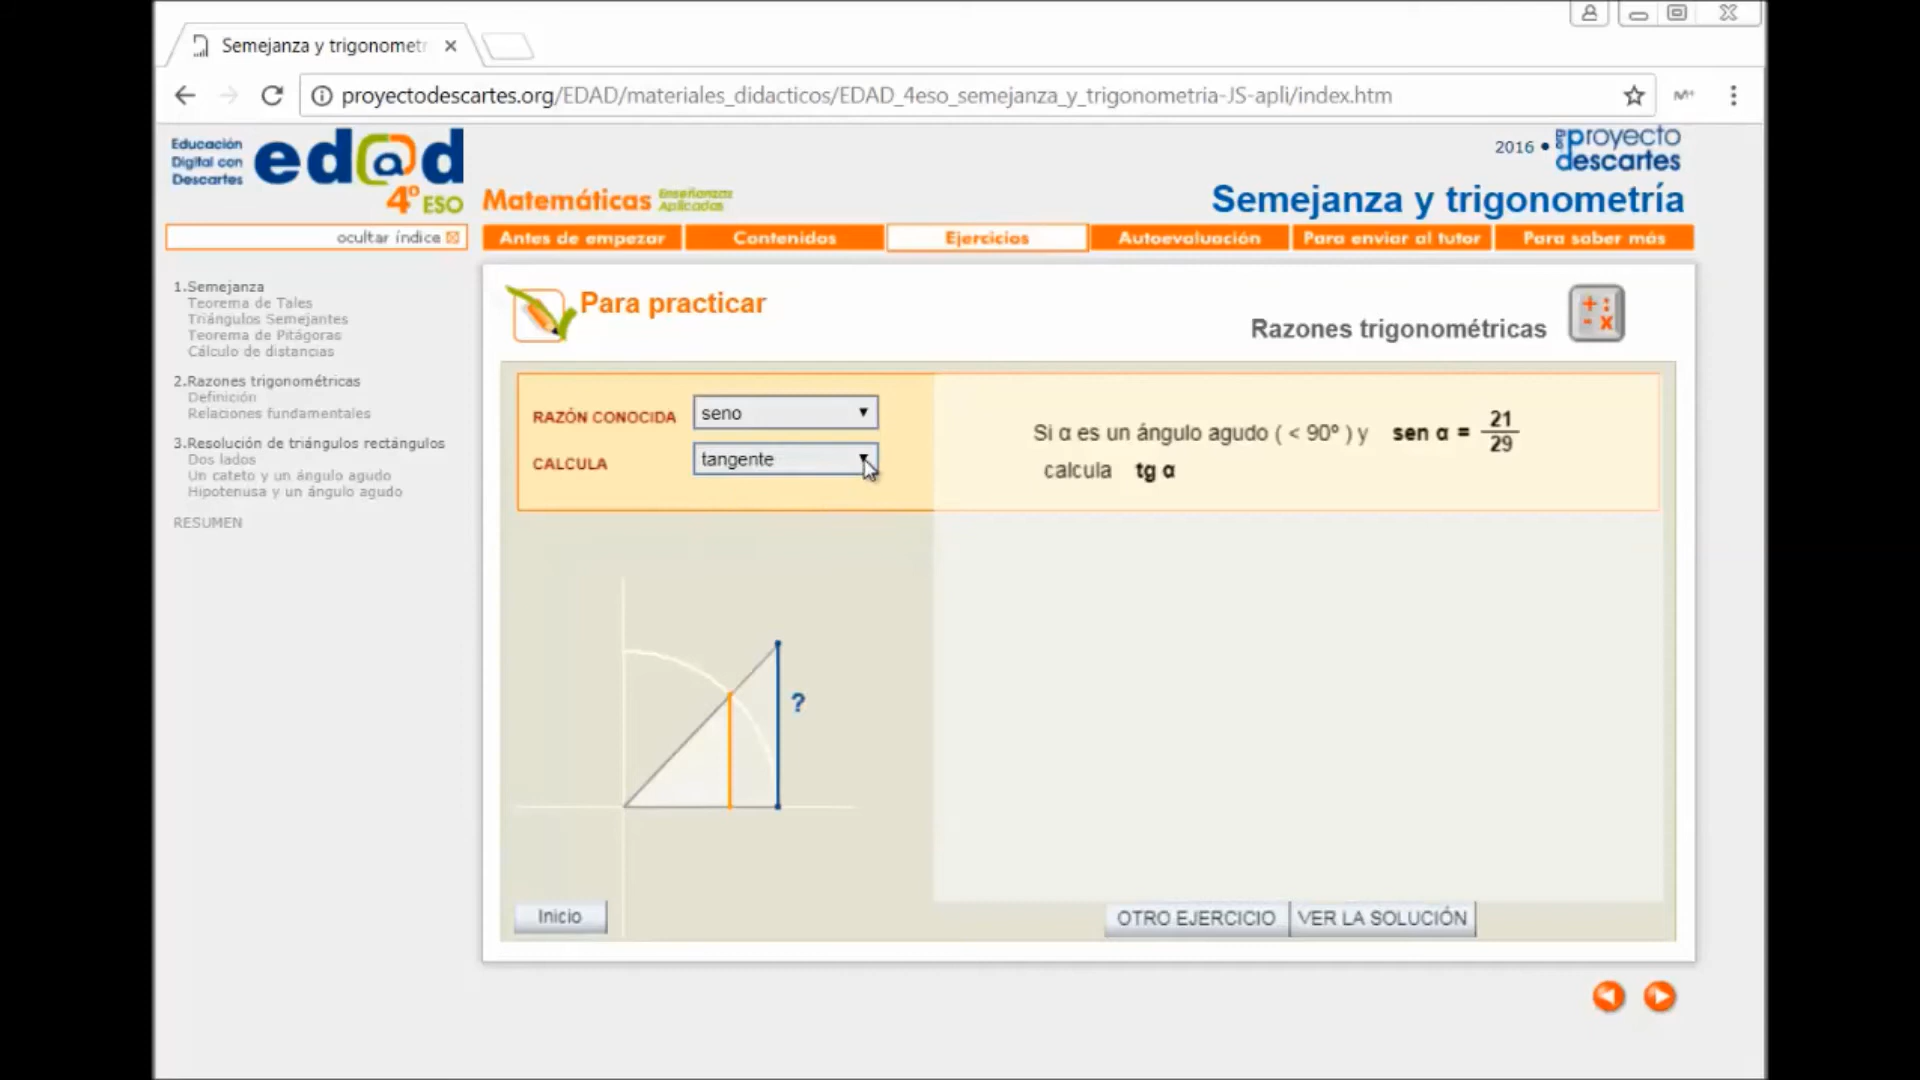 Semejanza y trigonometr
proyectodescartes.org/EDAD/materiales_didacticos/EDAD_4eso_semejanza_y_trigonometria-JS-apli/index.htm
Educación
Digital con
Descartes
ed@d
4º ESO
Matemáticas Enseñanzas Aplicadas
2016 • proyecto
descartes
Semejanza y trigonometría
ocultar índice
Antes de empezar
Contenidos
Ejercicios
Autoevaluación
Para enviar al tutor
Para saber más
1.Semejanza
Teorema de Tales
Triángulos Semejantes
Teorema de Pitágoras
Cálculo de distancias
2.Razones trigonométricas
Definición
Relaciones fundamentales
3.Resolución de triángulos rectángulos
Dos lados
Un cateto y un ángulo agudo
Hipotenusa y un ángulo agudo
RESUMEN
Para practicar
Razones trigonométricas
+ :
- x
RAZÓN CONOCIDA seno
CALCULA tangente
Si α es un ángulo agudo ( < 90º ) y sen α = 21/29
calcula tg α
?
Inicio
OTRO EJERCICIO
VER LA SOLUCIÓN